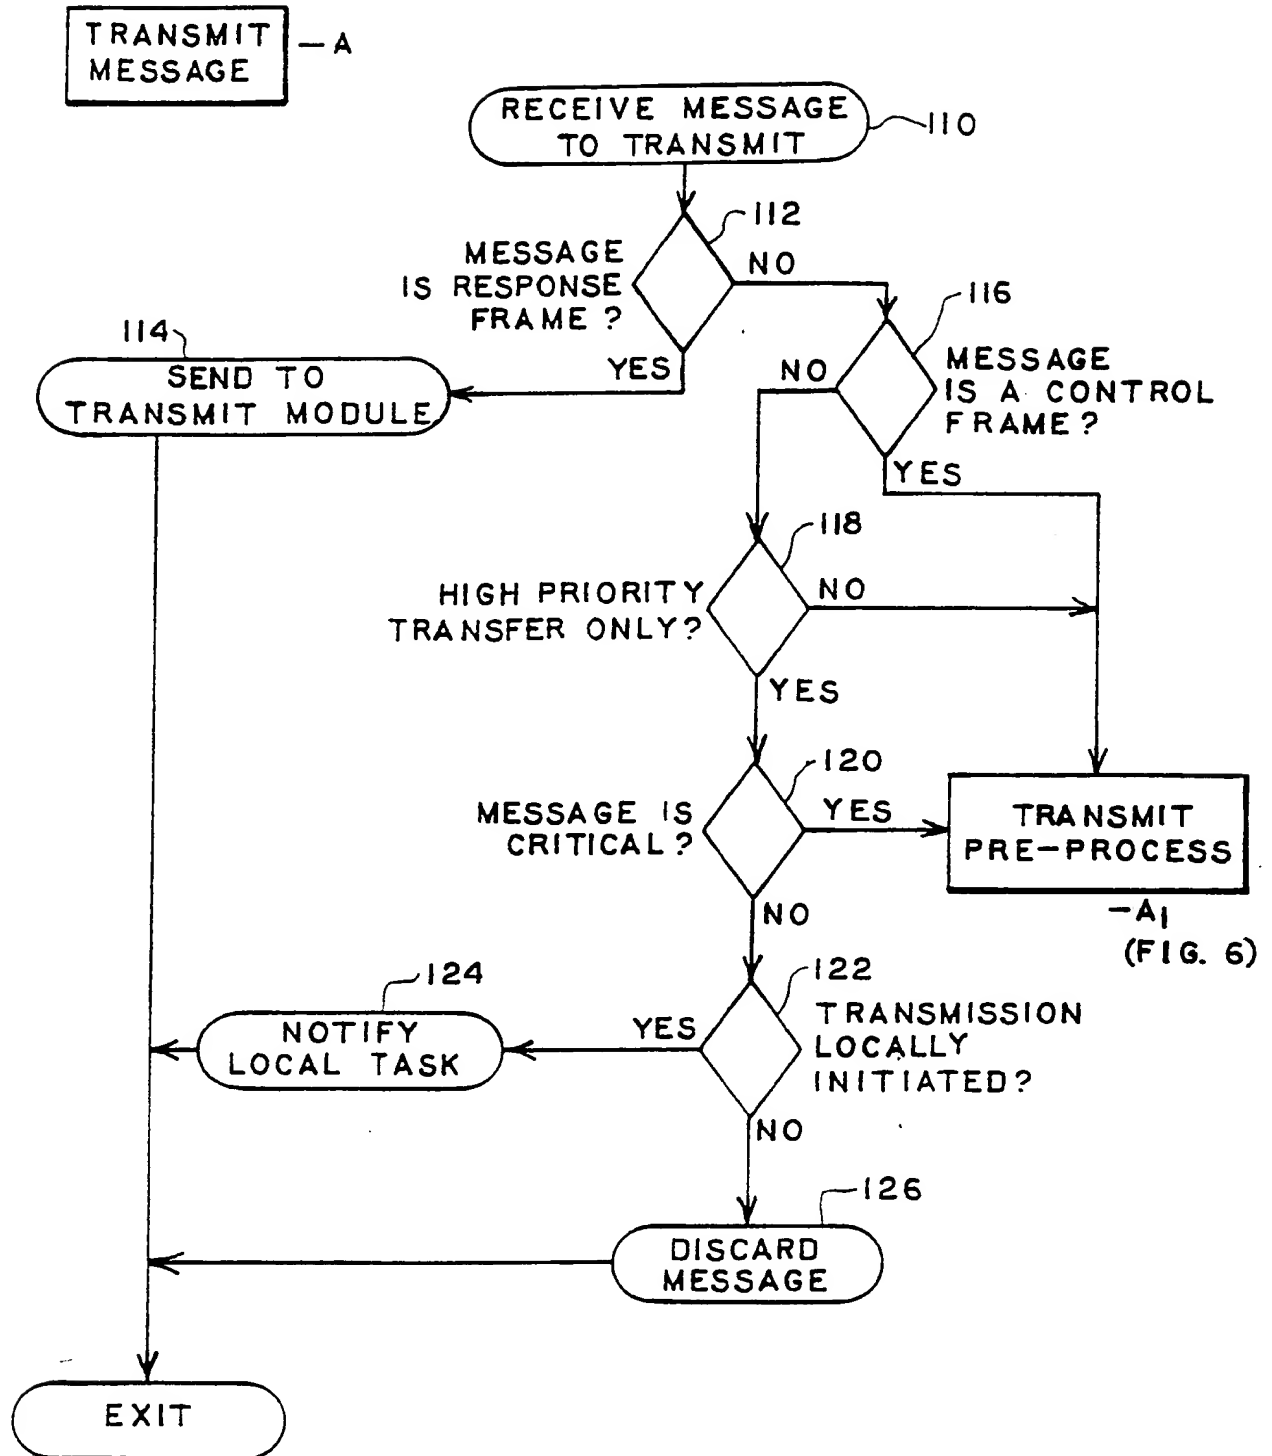 TRANSMIT — A
MESSAGE
RECEIVE MESSAGE
TO TRANSMIT
110
112
MESSAGE
IS RESPONSE
FRAME?
NO
YES
116
MESSAGE
IS A CONTROL
FRAME?
NO
YES
114
SEND TO
TRANSMIT MODULE
118
HIGH PRIORITY
TRANSFER ONLY?
NO
YES
120
MESSAGE IS
CRITICAL?
YES
NO
TRANSMIT
PRE-PROCESS
-A1
(FIG. 6)
122
TRANSMISSION
LOCALLY
INITIATED?
YES
NO
124
NOTIFY
LOCAL TASK
126
DISCARD
MESSAGE
EXIT